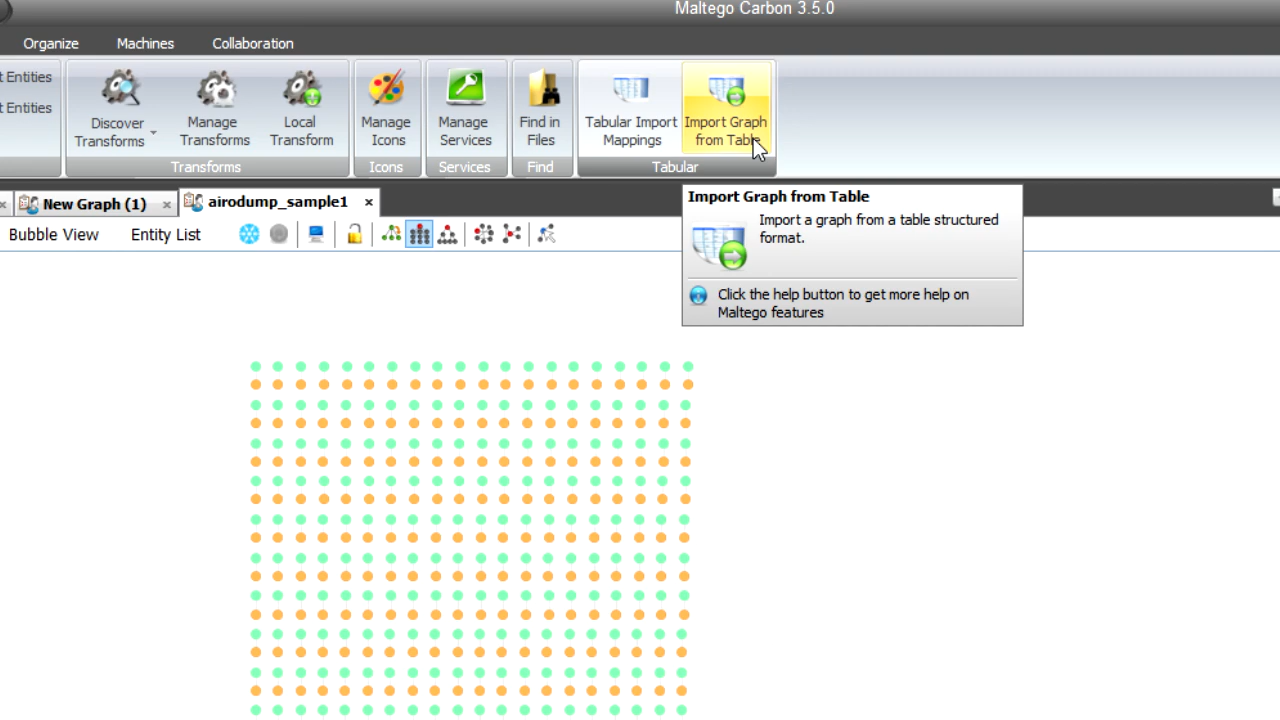 Maltego Carbon 3.5.0
Organize Machines Collaboration
t Entities
t Entities
Discover
Transforms
Manage
Transforms
Local
Transform
Manage
Icons
Manage
Services
Find in
Files
Tabular Import
Mappings
Import Graph
from Table
Transforms Icons Services Find Tabular
New Graph (1) airodump_sample1
Bubble View Entity List
Import Graph from Table
Import a graph from a table structured
format.
Click the help button to get more help on
Maltego features